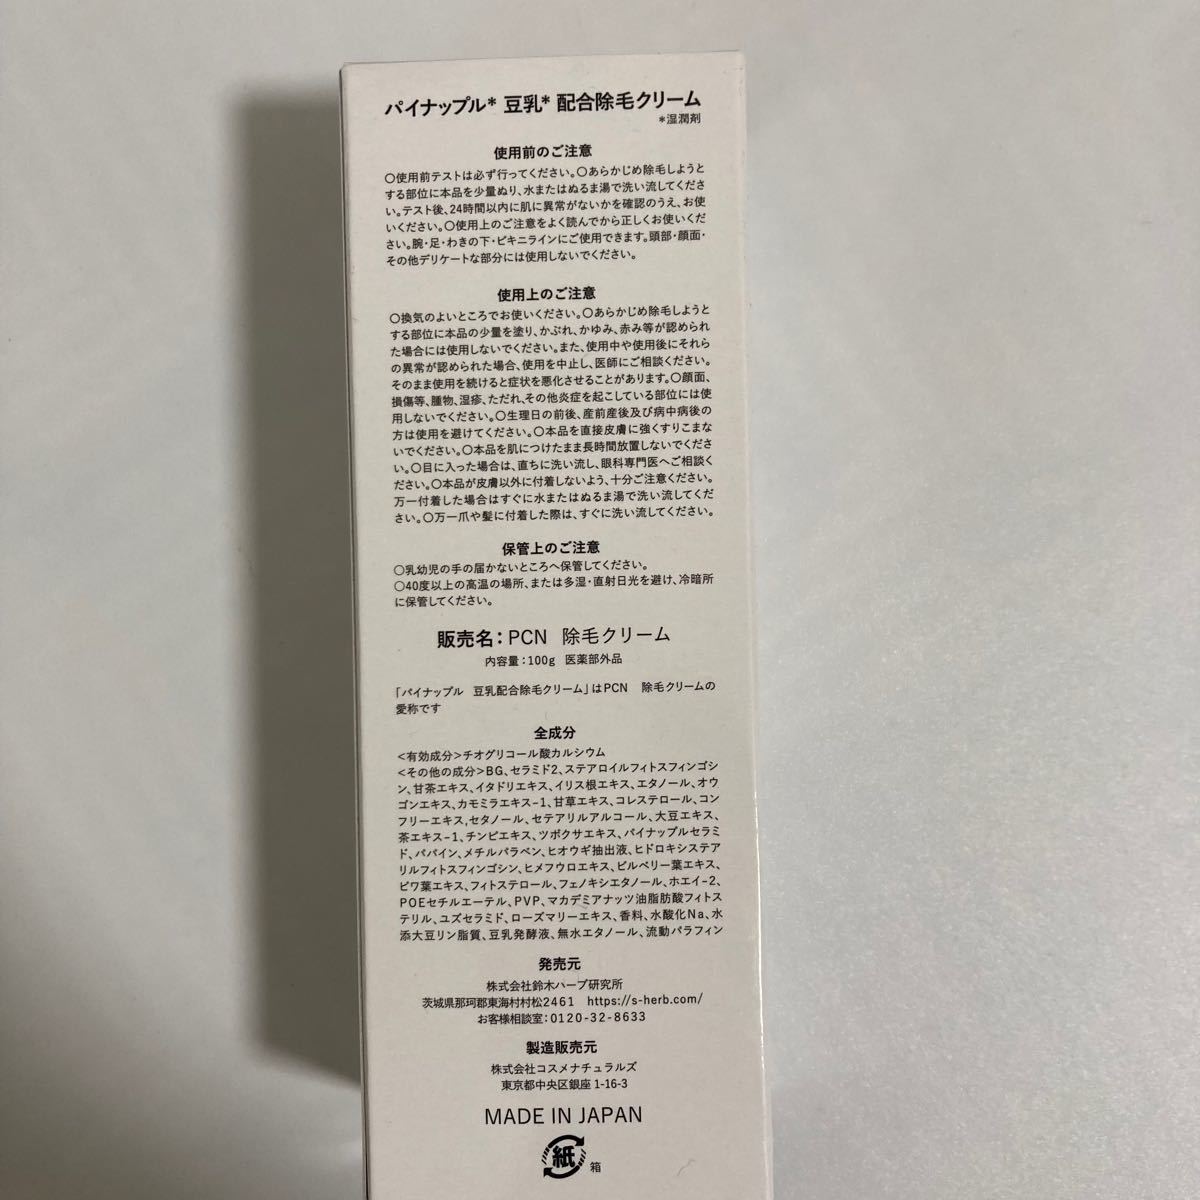 パイナップル* 豆乳* 配合除毛クリーム
*湿潤剤
使用前のご注意
○使用前テストは必ず行ってください。○あらかじめ除毛しようと
する部位に本品を少量ぬり、水またはぬるま湯で洗い流してくださ
い。テスト後、24時間以内に肌に異常がないかを確認のうえ、お使
いください。○使用上のご注意をよく読んでから正しくお使いくだ
さい。腕・足・わきの下・ビキニラインにご使用できます。頭部・顔面・
その他デリケートな部分には使用しないでください。
使用上のご注意
○換気のよいところでお使いください。○あらかじめ除毛しようと
する部位に本品の少量を塗り、かぶれ、かゆみ、赤み等が認められ
た場合には使用しないでください。また、使用中や使用後にそれら
の異常が認められた場合、使用を中止し、医師にご相談ください。
そのまま使用を続けると症状を悪化させることがあります。○顔面、
損傷等、腫物、湿疹、ただれ、その他炎症を起こしている部位には使
用しないでください。○生理日の前後、産前産後及び病中病後の
方は使用を避けてください。○本品を直接皮膚に強くすりこまな
いでください。○本品を肌につけたまま長時間放置しないでくださ
い。○目に入った場合は、直ちに洗い流し、眼科専門医へご相談く
ださい。○本品が皮膚以外に付着しないよう、十分ご注意ください。
万一付着した場合はすぐに水またはぬるま湯で洗い流してくだ
さい。○万一爪や髪に付着した際は、すぐに洗い流してください。
保管上のご注意
○乳幼児の手の届かないところへ保管してください。
○40度以上の高温の場所、または多湿・直射日光を避け、冷暗所
に保管してください。
販売名：PCN 除毛クリーム
内容量：100g 医薬部外品
「パイナップル 豆乳配合除毛クリーム」はPCN 除毛クリームの
愛称です
全成分
<有効成分>チオグリコール酸カルシウム
<その他の成分>BG、セラミド2、ステアロイルフィトスフィンゴシ
ン、甘茶エキス、イタドリエキス、イリス根エキス、エタノール、オウ
ゴンエキス、カモミラエキス-1、甘草エキス、コレステロール、コン
フリーエキス,セタノール、セテアリルアルコール、大豆エキス、
茶エキス-1、チンピエキス、ツボクサエキス、パイナップルセラミ
ド、パパイン、メチルパラベン、ヒオウギ抽出液、ヒドロキシステア
リルフィトスフィンゴシン、ヒメフウロエキス、ビルベリー葉エキス、
ビワ葉エキス、フィトステロール、フェノキシエタノール、ホエイ-2、
POEセチルエーテル、PVP、マカデミアナッツ油脂肪酸フィトス
テリル、ユズセラミド、ローズマリーエキス、香料、水酸化Na、水
添大豆リン脂質、豆乳発酵液、無水エタノール、流動パラフィン
発売元
株式会社鈴木ハーブ研究所
茨城県那珂郡東海村村松2461 https://s-herb.com/
お客様相談室：0120-32-8633
製造販売元
株式会社コスメナチュラルズ
東京都中央区銀座 1-16-3
MADE IN JAPAN
紙 箱